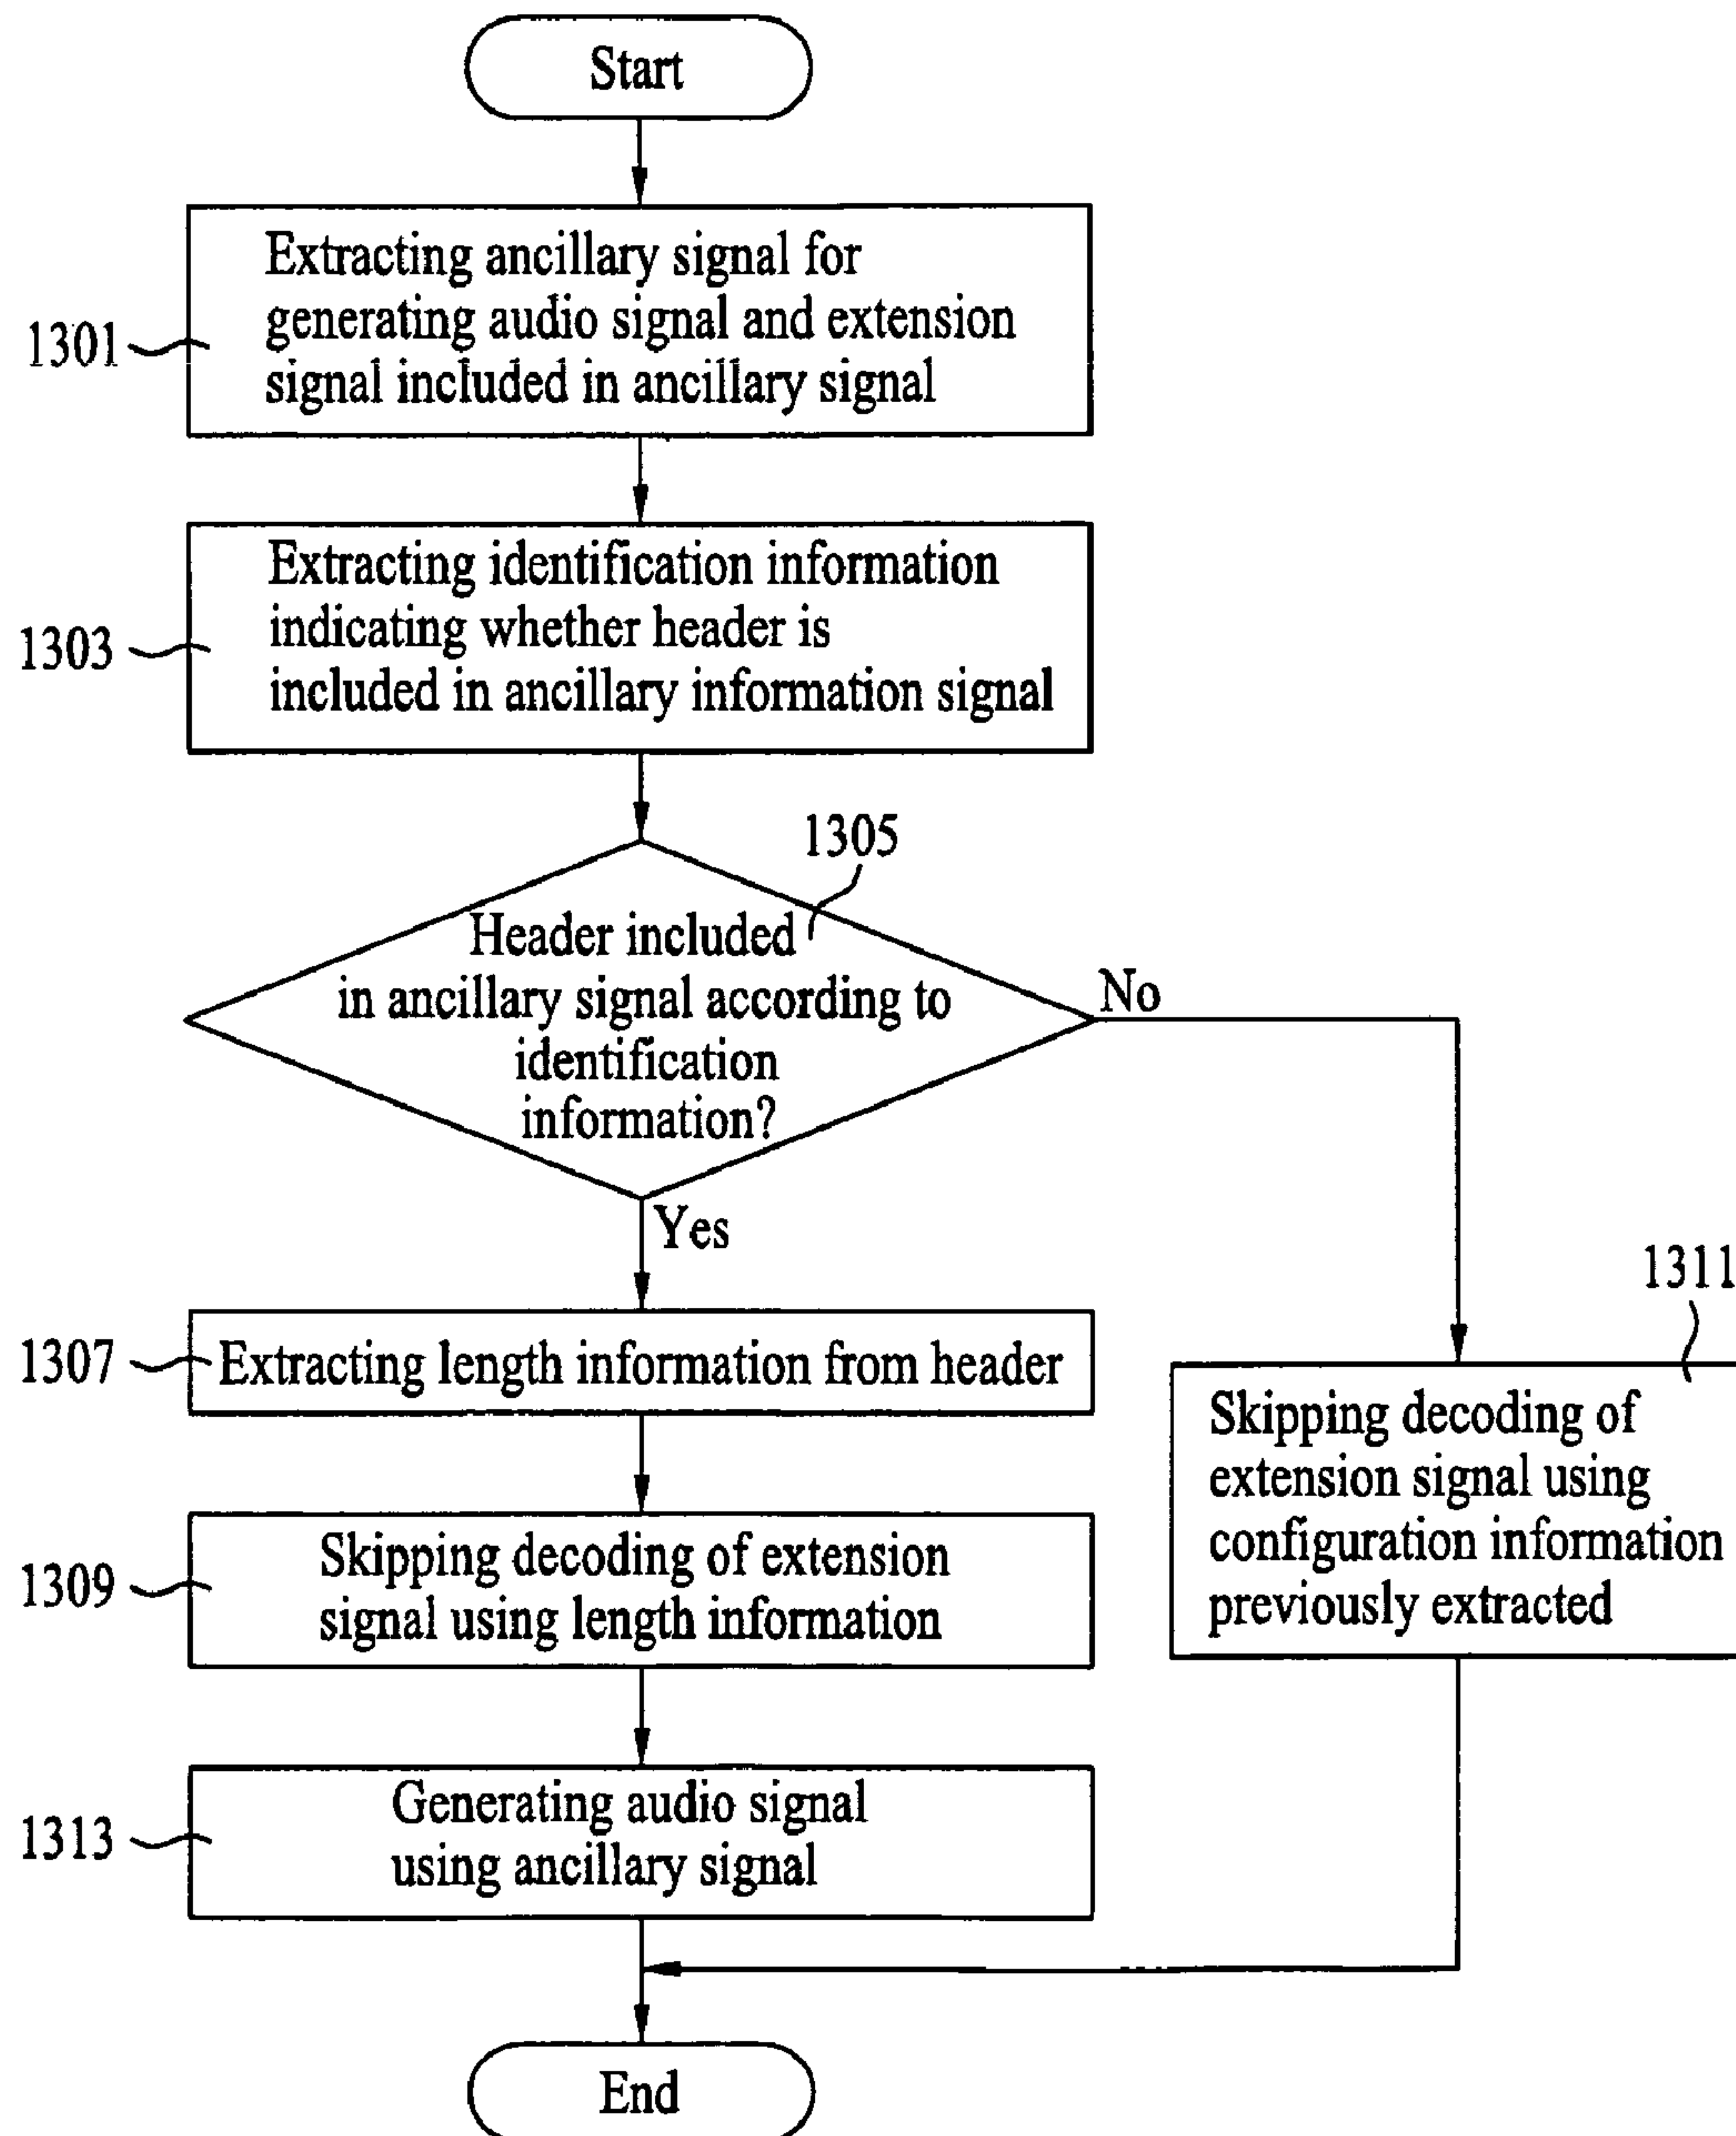 Start
Extracting ancillary signal for
generating audio signal and extension
signal included in ancillary signal
1301
Extracting identification information
indicating whether header is
included in ancillary information signal
1303
1305
Header included
in ancillary signal according to
identification
information?
No
Yes
1307
Extracting length information from header
1311
Skipping decoding of
extension signal using
configuration information
previously extracted
1309
Skipping decoding of extension
signal using length information
1313
Generating audio signal
using ancillary signal
End